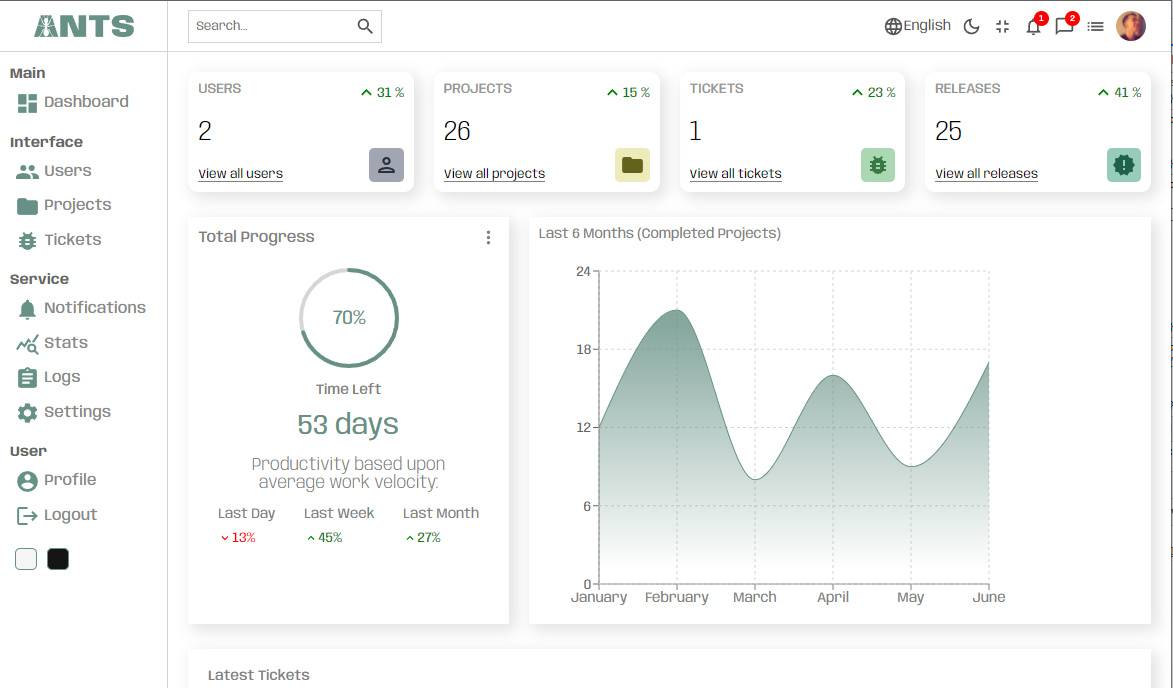 ANTS
Search...
English
1
2
Main
Dashboard
Interface
Users
Projects
Tickets
Service
Notifications
Stats
Logs
Settings
User
Profile
Logout
USERS
31 %
2
View all users
PROJECTS
15 %
26
View all projects
TICKETS
23 %
1
View all tickets
RELEASES
41 %
25
View all releases
Total Progress
70%
Time Left
53 days
Productivity based upon
average work velocity.
Last Day Last Week Last Month
13% 45% 27%
Last 6 Months (Completed Projects)
24
18
12
6
0
January February March April May June
Latest Tickets